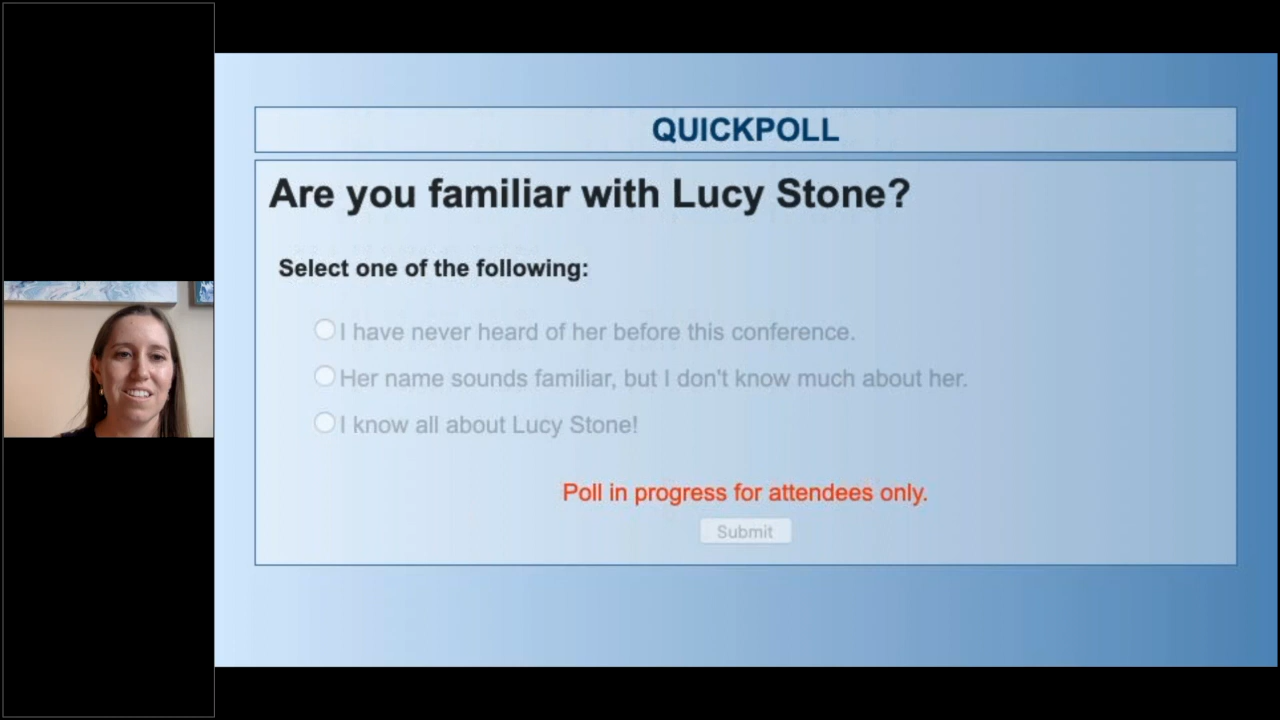 QUICKPOLL
Are you familiar with Lucy Stone?
Select one of the following:
I have never heard of her before this conference.
Her name sounds familiar, but I don't know much about her.
I know all about Lucy Stone!
Poll in progress for attendees only.
Submit